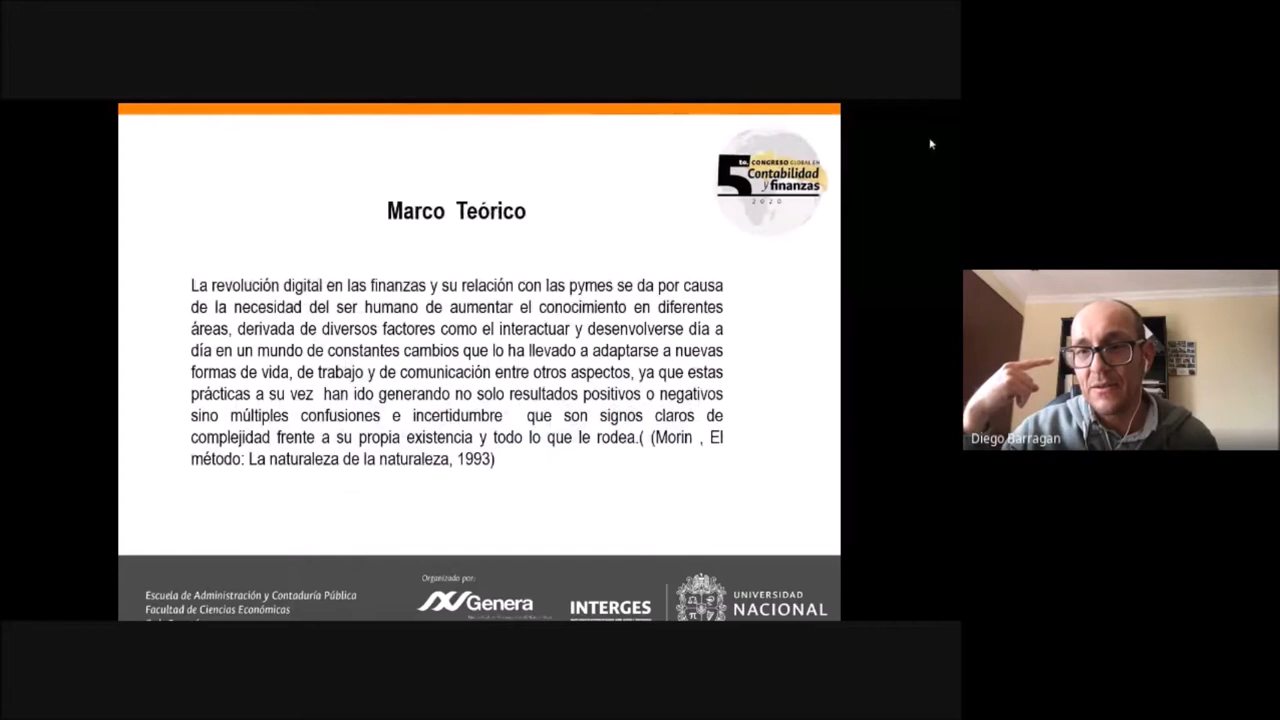 5to. CONGRESO GLOBAL EN
Contabilidad
y finanzas
2020
Marco Teórico
La revolución digital en las finanzas y su relación con las pymes se da por causa
de la necesidad del ser humano de aumentar el conocimiento en diferentes
áreas, derivada de diversos factores como el interactuar y desenvolverse día a
día en un mundo de constantes cambios que lo ha llevado a adaptarse a nuevas
formas de vida, de trabajo y de comunicación entre otros aspectos, ya que estas
prácticas a su vez han ido generando no solo resultados positivos o negativos
sino múltiples confusiones e incertidumbre que son signos claros de
complejidad frente a su propia existencia y todo lo que le rodea.( (Morin , El
método: La naturaleza de la naturaleza, 1993)
Diego Barragan
Escuela de Administración y Contaduría Pública
Facultad de Ciencias Económicas
Organizado por:
Genera
INTERGES
UNIVERSIDAD
NACIONAL